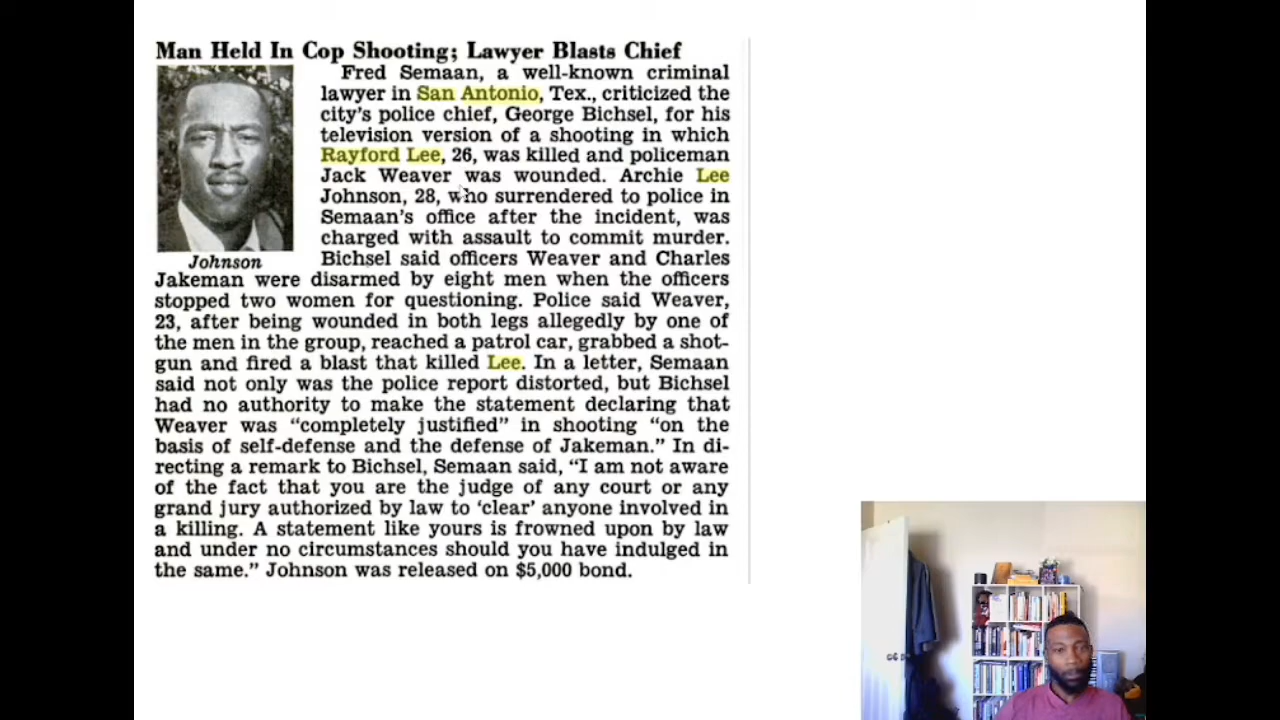 Man Held In Cop Shooting; Lawyer Blasts Chief
Fred Semaan, a well-known criminal
lawyer in San Antonio, Tex., criticized the
city's police chief, George Bichsel, for his
television version of a shooting in which
Rayford Lee, 26, was killed and policeman
Jack Weaver was wounded. Archie Lee
Johnson, 28, who surrendered to police in
Semaan's office after the incident, was
charged with assault to commit murder.
Johnson
Bichsel said officers Weaver and Charles
Jakeman were disarmed by eight men when the officers
stopped two women for questioning. Police said Weaver,
23, after being wounded in both legs allegedly by one of
the men in the group, reached a patrol car, grabbed a shot-
gun and fired a blast that killed Lee. In a letter, Semaan
said not only was the police report distorted, but Bichsel
had no authority to make the statement declaring that
Weaver was “completely justified” in shooting “on the
basis of self-defense and the defense of Jakeman.” In di-
recting a remark to Bichsel, Semaan said, “I am not aware
of the fact that you are the judge of any court or any
grand jury authorized by law to ‘clear’ anyone involved in
a killing. A statement like yours is frowned upon by law
and under no circumstances should you have indulged in
the same.” Johnson was released on $5,000 bond.